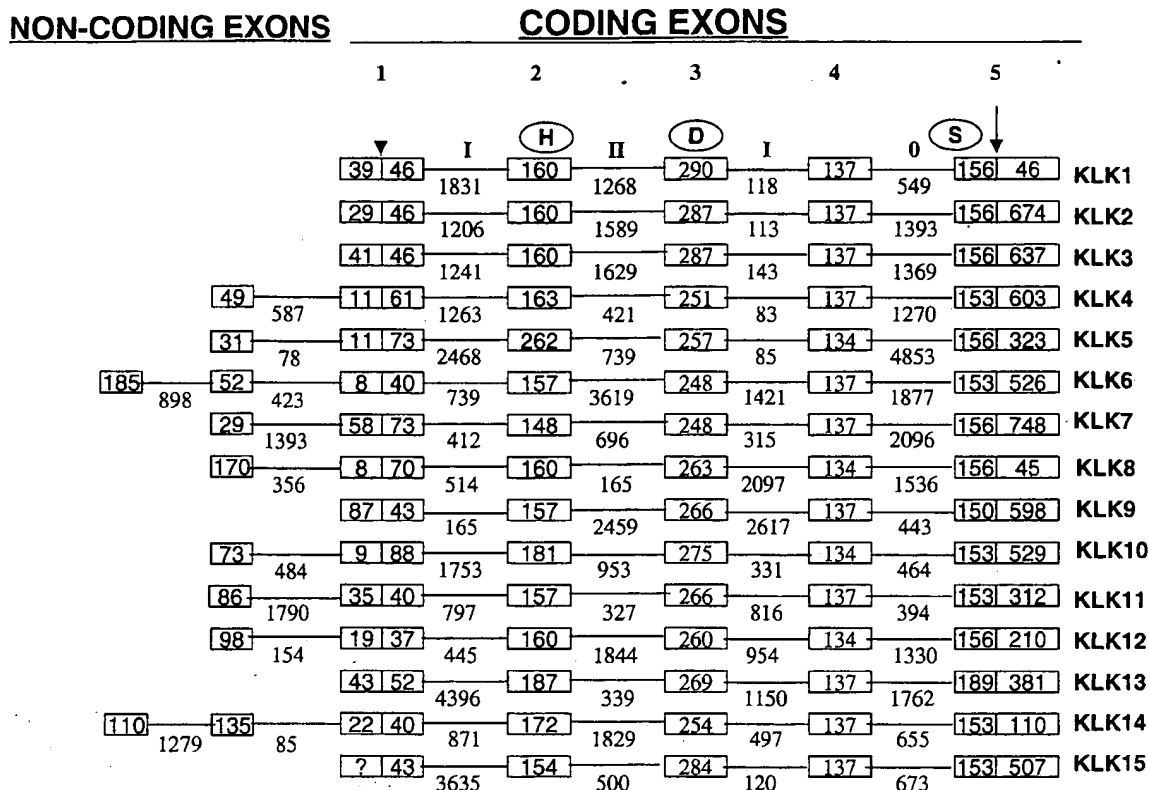 NON-CODING EXONS CODING EXONS
1 2 3 4 5
I H II D I 0 S
39 46 160 290 137 156 46 KLK1
1831 1268 118 549
29 46 160 287 137 156 674 KLK2
1206 1589 113 1393
41 46 160 287 137 156 637 KLK3
1241 1629 143 1369
49 11 61 163 251 137 153 603 KLK4
587 1263 421 83 1270
31 11 73 262 257 134 156 323 KLK5
78 2468 739 85 4853
185 52 8 40 157 248 137 153 526 KLK6
898 423 739 3619 1421 1877
29 58 73 148 248 137 156 748 KLK7
1393 412 696 315 2096
170 8 70 160 263 134 156 45 KLK8
356 514 165 2097 1536
87 43 157 266 137 150 598 KLK9
165 2459 2617 443
73 9 88 181 275 134 153 529 KLK10
484 1753 953 331 464
86 35 40 157 266 137 153 312 KLK11
1790 797 327 816 394
98 19 37 160 260 134 156 210 KLK12
154 445 1844 954 1330
43 52 187 269 137 189 381 KLK13
4396 339 1150 1762
110 135 22 40 172 254 137 153 110 KLK14
1279 85 871 1829 497 655
? 43 154 284 137 153 507 KLK15
3635 500 120 673